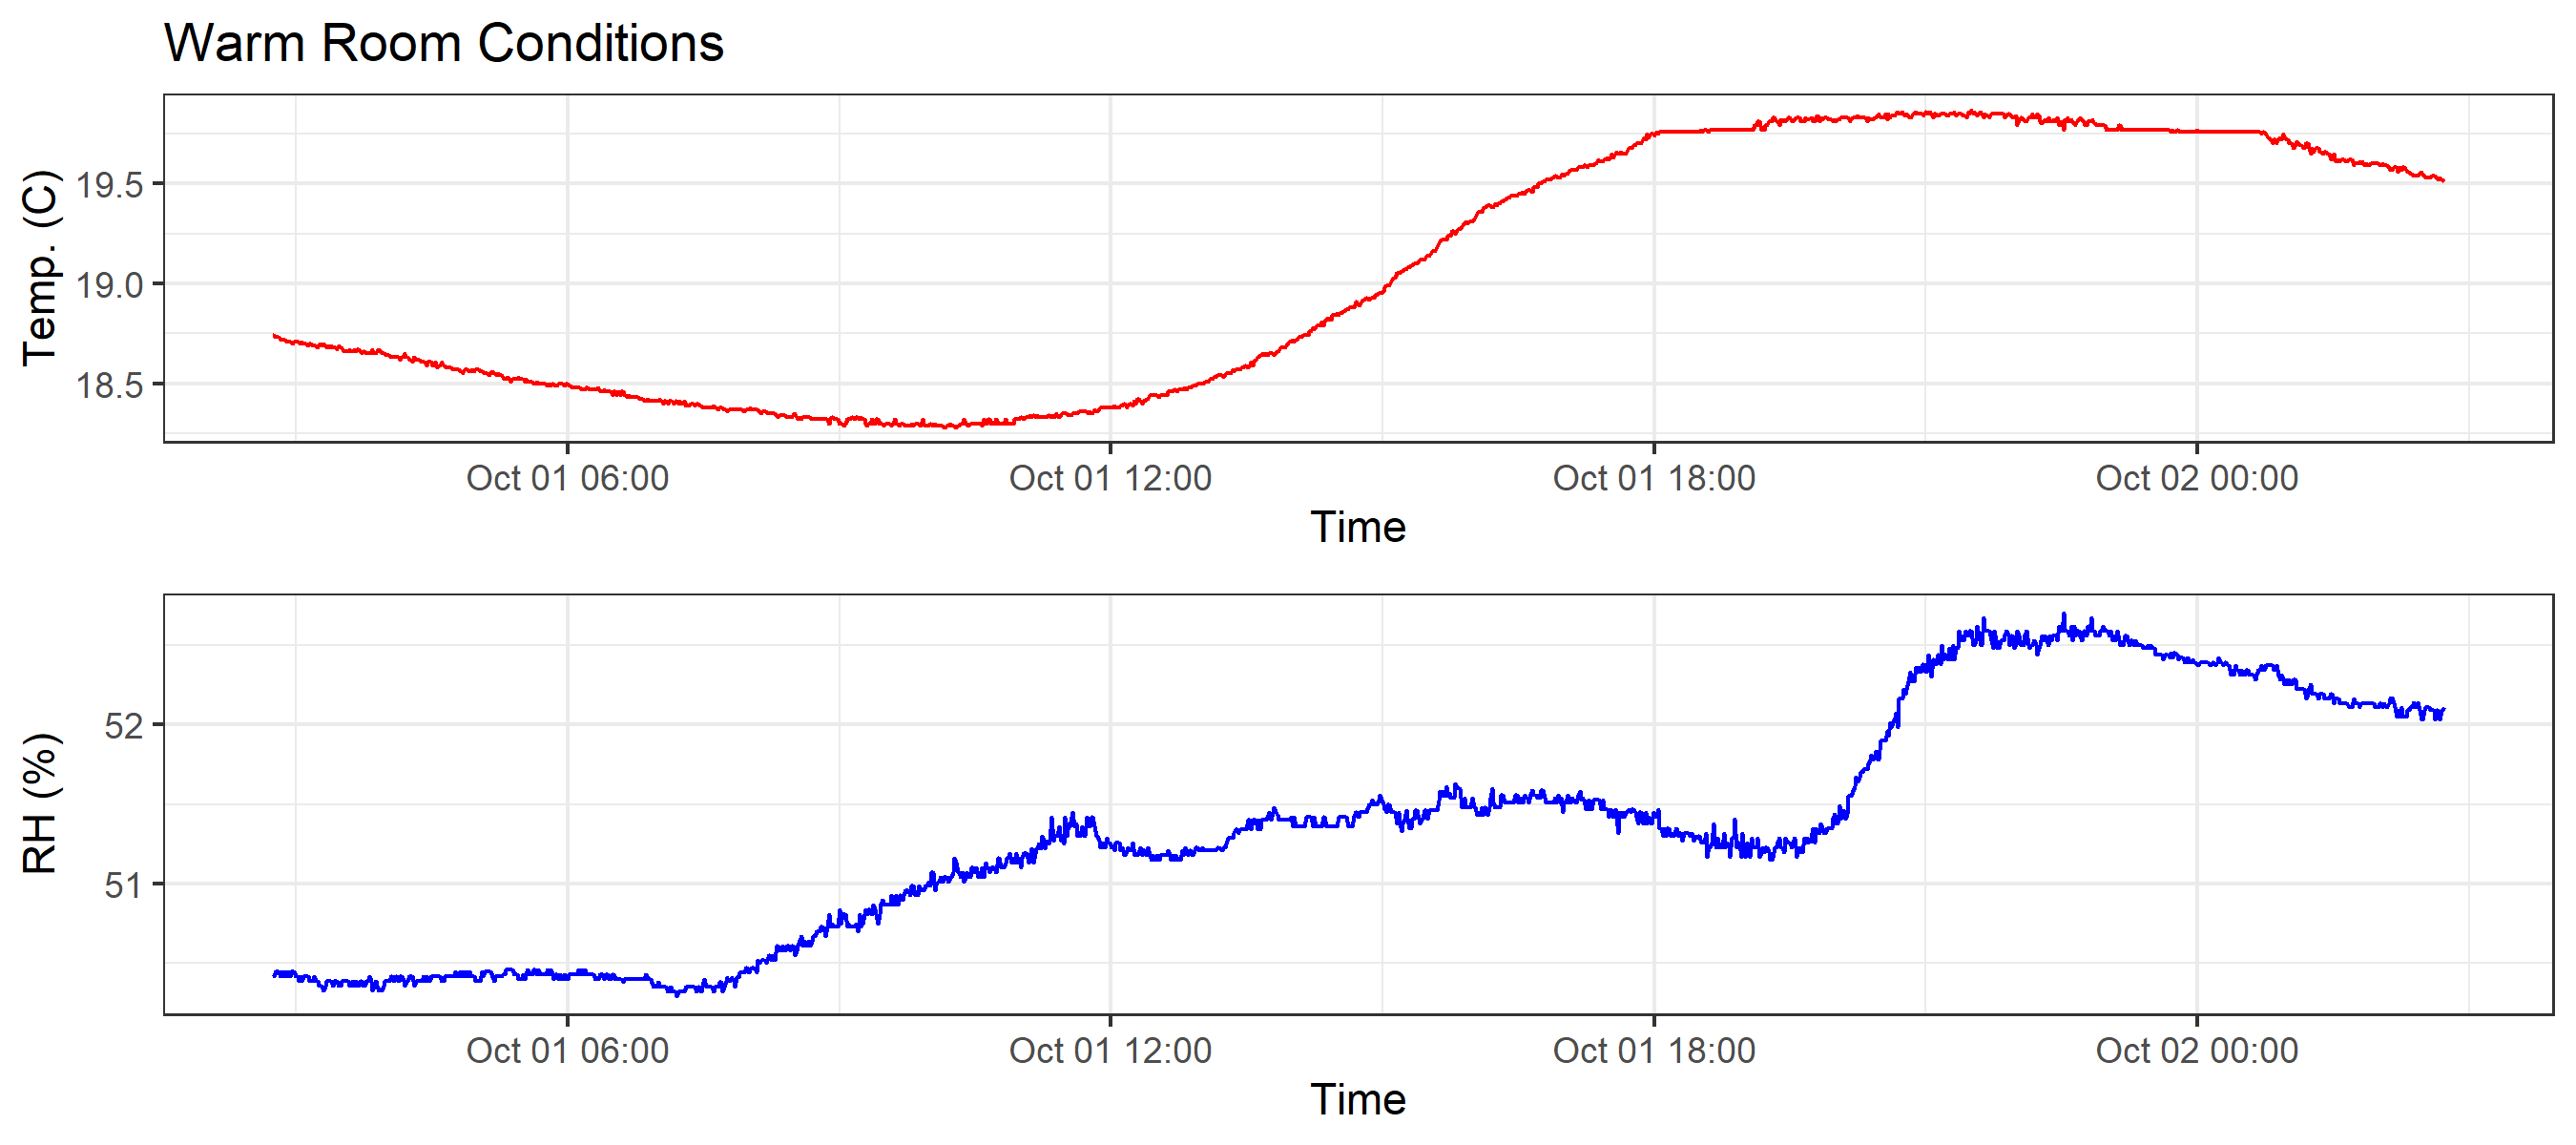 Warm Room Conditions
Temp. (C)
19.5
19.0
18.5
Oct 01 06:00 Oct 01 12:00 Oct 01 18:00 Oct 02 00:00
Time
RH (%)
52
51
Oct 01 06:00 Oct 01 12:00 Oct 01 18:00 Oct 02 00:00
Time